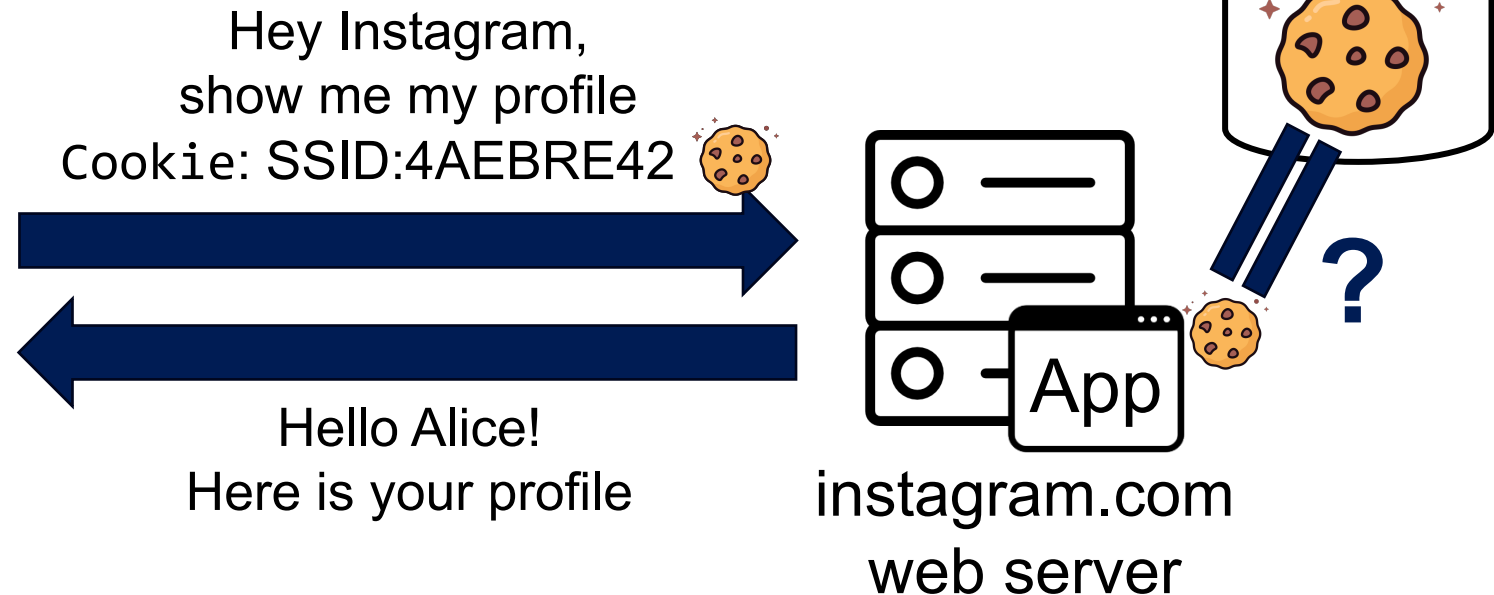 Hey Instagram,
show me my profile
Cookie: SSID:4AEBRE42
Hello Alice!
Here is your profile
App
?
instagram.com
web server